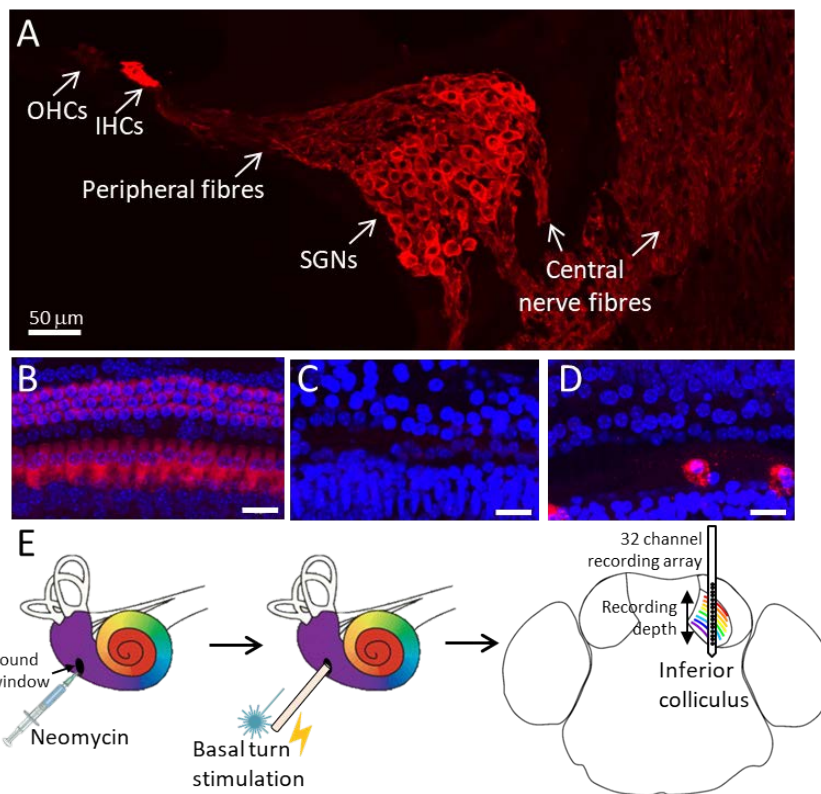 A
OHCs
IHCs
Peripheral fibres
SGNs
Central
nerve fibres
50 μm
B
C
D
E
window
Neomycin
Basal turn
stimulation
32 channel
recording array
Recording
depth
Inferior
colliculus